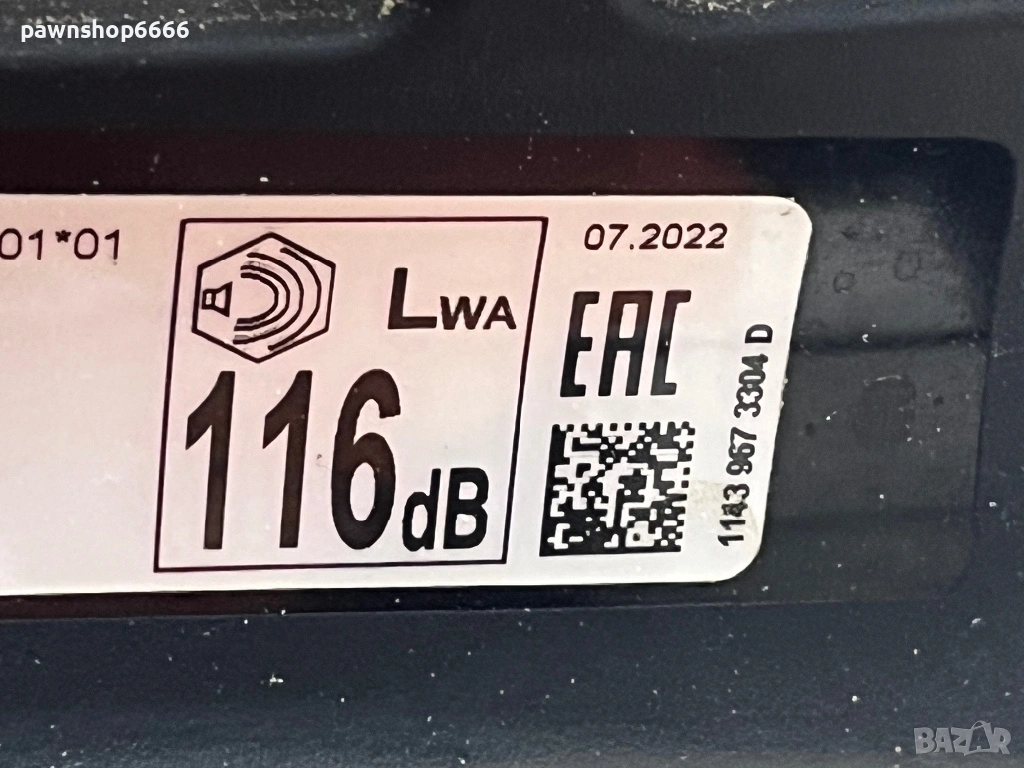 pawnshop6666
01*01
LWA
116dB
07.2022
EAC
1143 967 3304 D
BAZAR